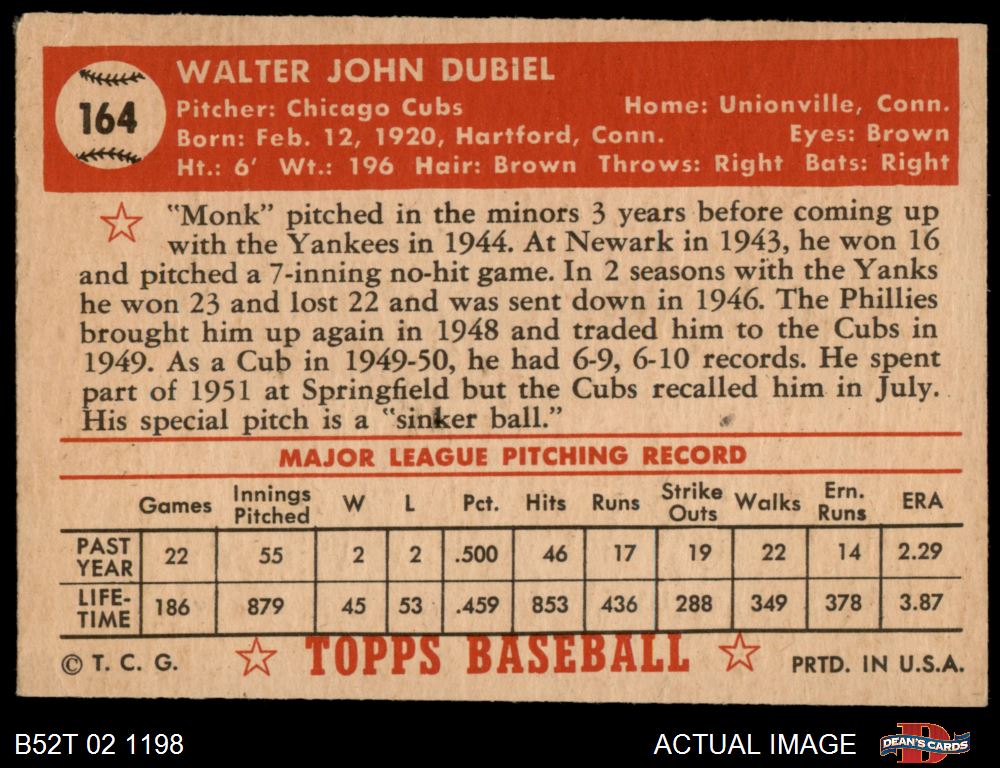 164
WALTER JOHN DUBIEL
Pitcher: Chicago Cubs Home: Unionville, Conn.
Born: Feb. 12, 1920, Hartford, Conn. Eyes: Brown
Ht.: 6' Wt.: 196 Hair: Brown Throws: Right Bats: Right
"Monk" pitched in the minors 3 years before coming up
with the Yankees in 1944. At Newark in 1943, he won 16
and pitched a 7-inning no-hit game. In 2 seasons with the Yanks
he won 23 and lost 22 and was sent down in 1946. The Phillies
brought him up again in 1948 and traded him to the Cubs in
1949. As a Cub in 1949-50, he had 6-9, 6-10 records. He spent
part of 1951 at Springfield but the Cubs recalled him in July.
His special pitch is a "sinker ball."
MAJOR LEAGUE PITCHING RECORD
Games Innings Pitched W L Pct. Hits Runs Strike Outs Walks Ern. Runs ERA
PAST YEAR 22 55 2 2 .500 46 17 19 22 14 2.29
LIFE-TIME 186 879 45 53 .459 853 436 288 349 378 3.87
© T. C. G. TOPPS BASEBALL PRTD. IN U.S.A.
B52T 02 1198 ACTUAL IMAGE DEAN'S CARDS